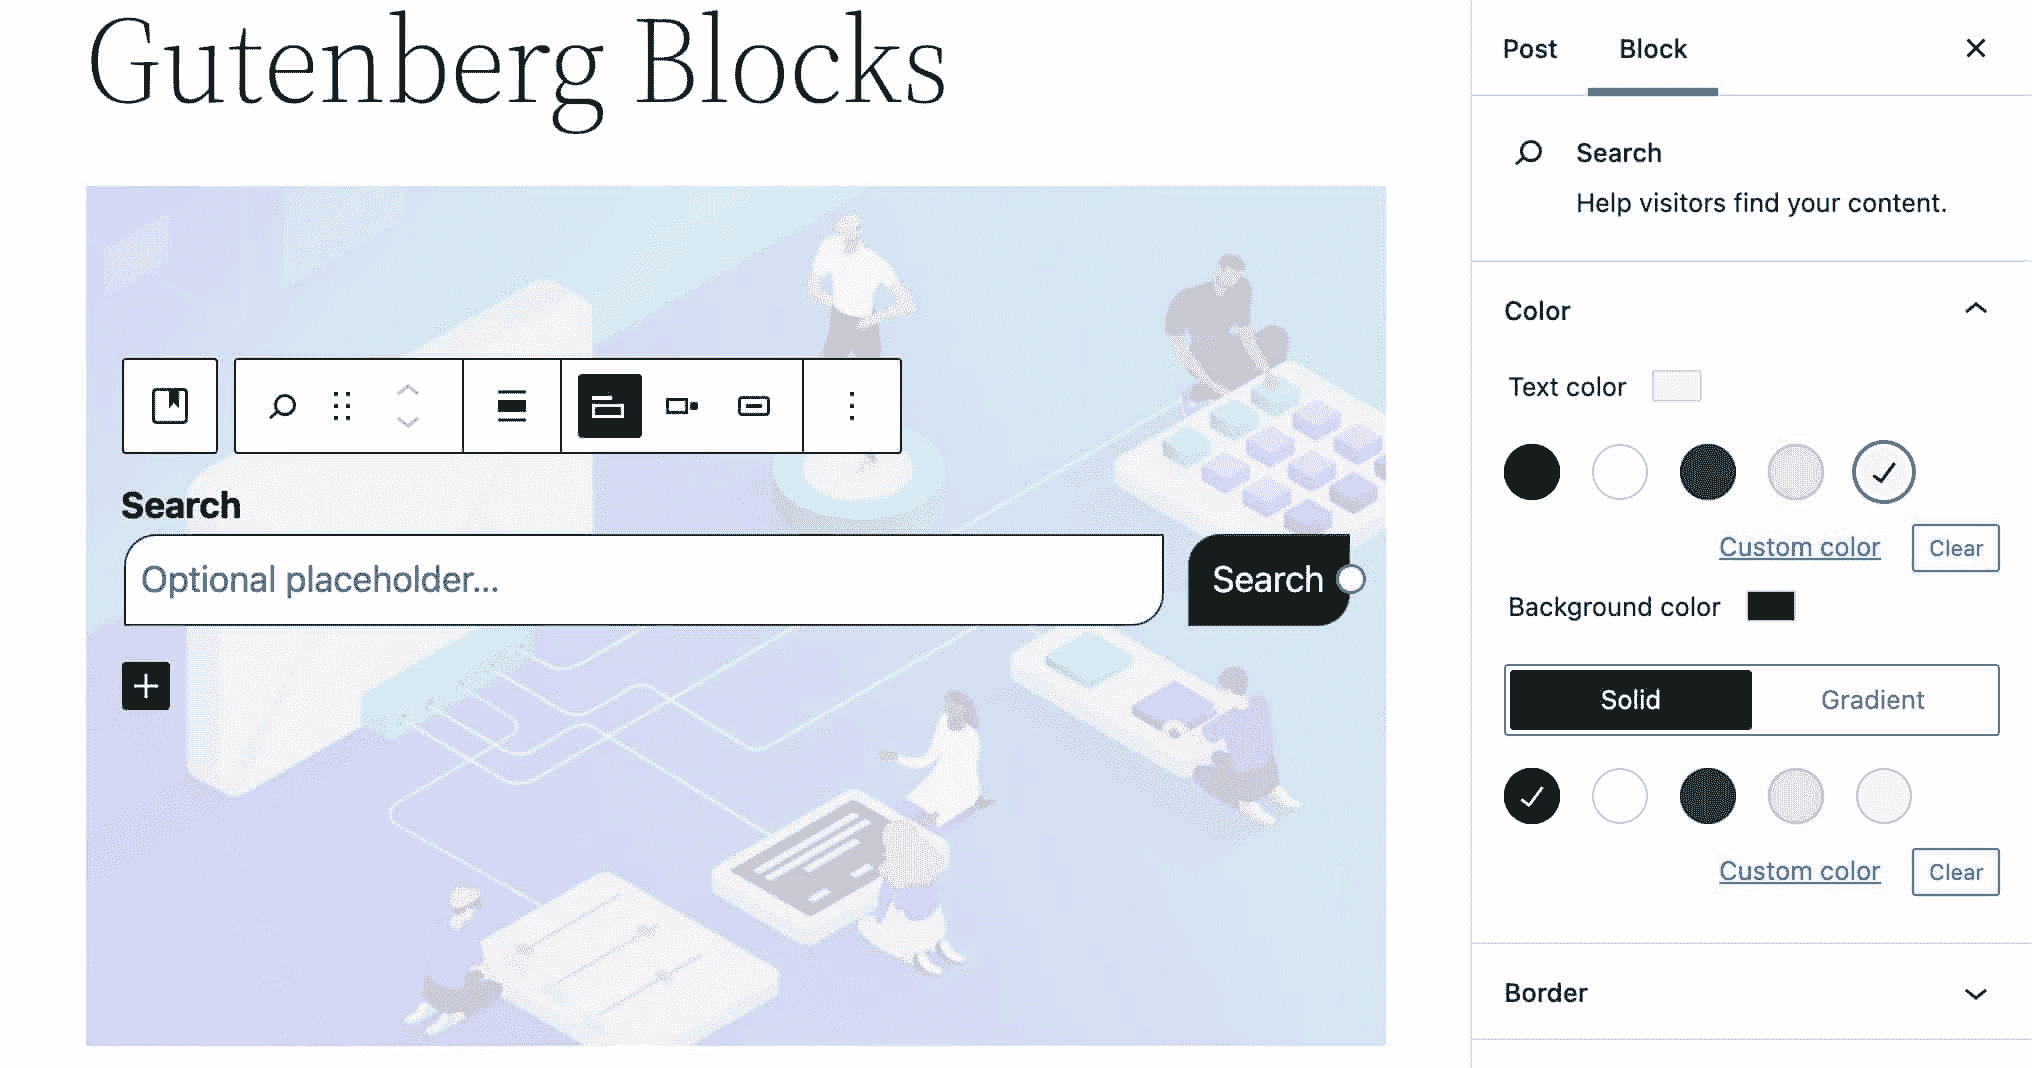 Gutenberg Blocks
Search
Optional placeholder...
Search
Post
Block
Search
Help visitors find your content.
Color
Text color
Custom color
Clear
Background color
Solid
Gradient
Custom color
Clear
Border